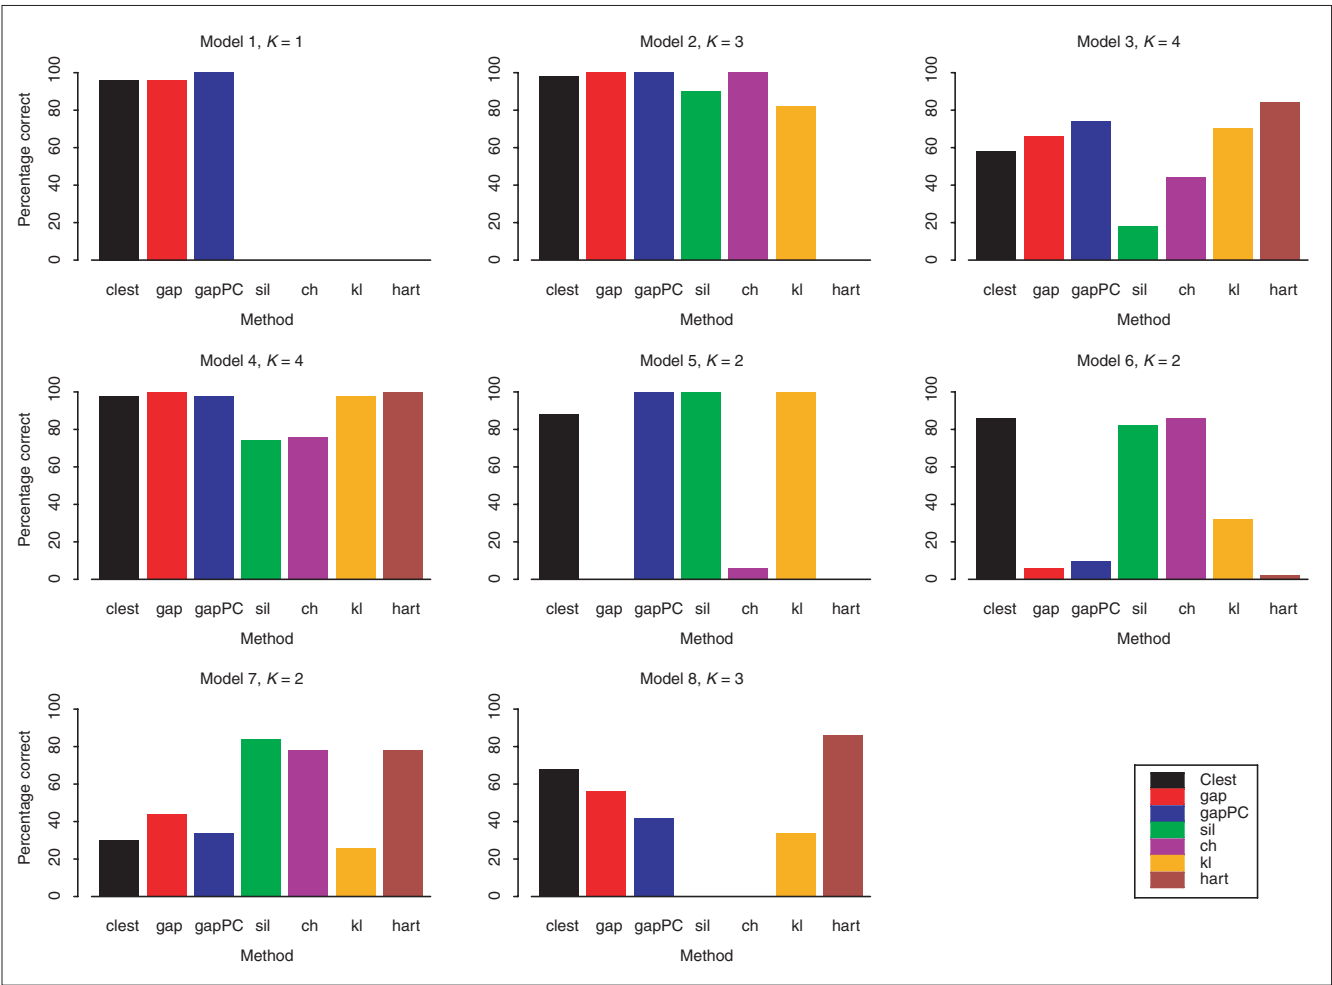 Model 1, K = 1
Percentage correct
0 20 40 60 80 100
clest gap gapPC sil ch kl hart
Method
Model 2, K = 3
0 20 40 60 80 100
clest gap gapPC sil ch kl hart
Method
Model 3, K = 4
0 20 40 60 80 100
clest gap gapPC sil ch kl hart
Method
Model 4, K = 4
Percentage correct
0 20 40 60 80 100
clest gap gapPC sil ch kl hart
Method
Model 5, K = 2
0 20 40 60 80 100
clest gap gapPC sil ch kl hart
Method
Model 6, K = 2
0 20 40 60 80 100
clest gap gapPC sil ch kl hart
Method
Model 7, K = 2
Percentage correct
0 20 40 60 80 100
clest gap gapPC sil ch kl hart
Method
Model 8, K = 3
0 20 40 60 80 100
clest gap gapPC sil ch kl hart
Method
Clest
gap
gapPC
sil
ch
kl
hart